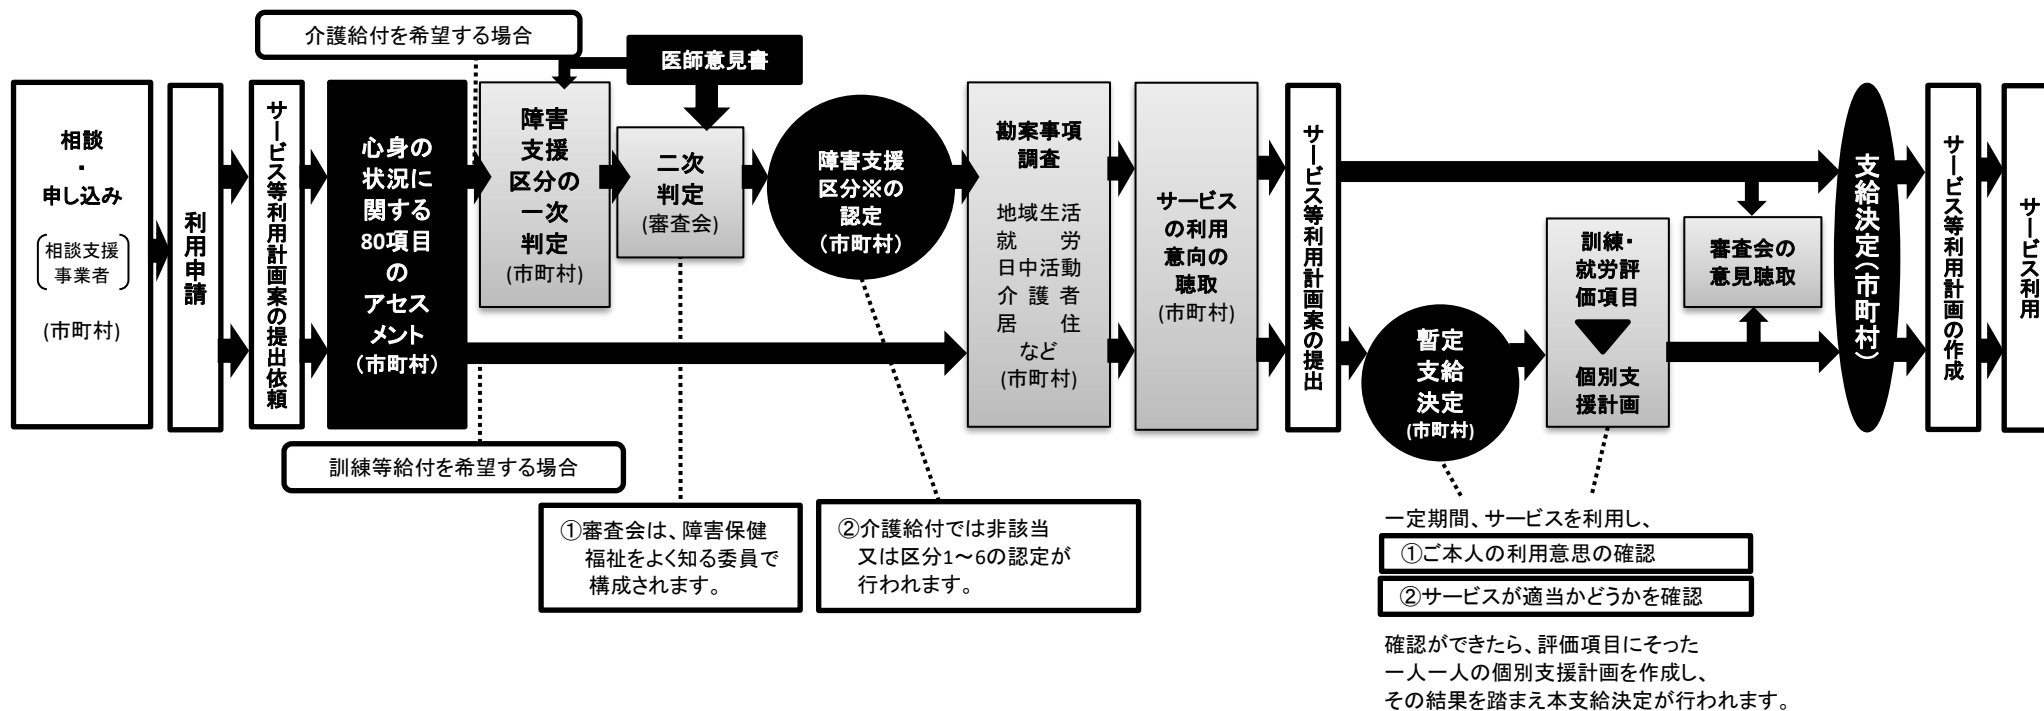 介護給付を希望する場合
医師意見書
相談
・
申し込み
相談支援
事業者
(市町村)
利用申請
サービス等利用計画案の提出依頼
心身の
状況に
関する
80項目
の
アセス
メント
(市町村)
障害
支援
区分の
一次
判定
(市町村)
二次
判定
(審査会)
障害支援
区分※の
認定
(市町村)
勘案事項
調査
地域生活
就　労
日中活動
介 護 者
居　住
など
(市町村)
サービス
の利用
意向の
聴取
(市町村)
サービス等利用計画案の提出
暫定
支給
決定
(市町村)
訓練・
就労評
価項目
個別支
援計画
審査会の
意見聴取
支給決定(市町村)
サービス等利用計画の作成
サービス利用
訓練等給付を希望する場合
①審査会は、障害保健
福祉をよく知る委員で
構成されます。
②介護給付では非該当
又は区分1～6の認定が
行われます。
一定期間、サービスを利用し、
①ご本人の利用意思の確認
②サービスが適当かどうかを確認
確認ができたら、評価項目にそった
一人一人の個別支援計画を作成し、
その結果を踏まえ本支給決定が行われます。